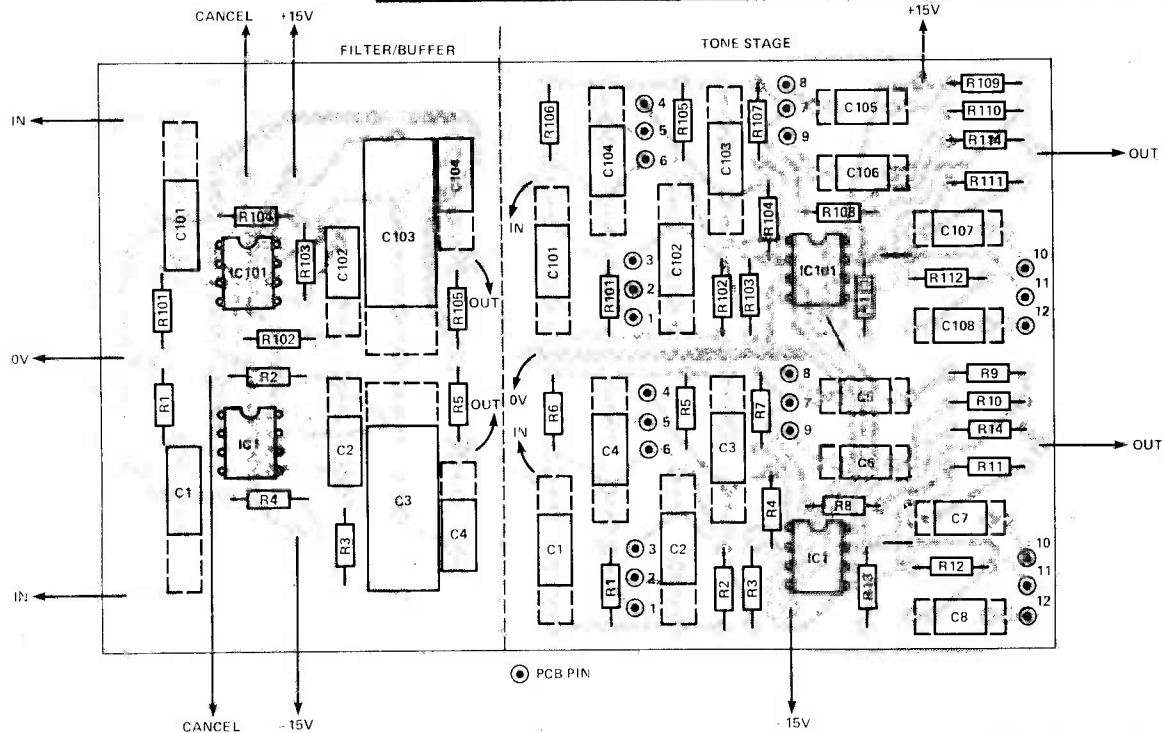 CANCEL +15V
+15V
FILTER/BUFFER
TONE STAGE
IN
C101
R104
IC101
R103
C102
C103
C104
R101
R102
R105
OUT
0V
R2
R1
IC1
C1
R4
C2
R3
C3
R5
OUT
C4
IN
CANCEL
- 15V
R106
C104
4
5
6
R105
C103
R107
8
7
9
C105
R109
R110
R114
C106
R111
OUT
IN
R104
R108
C101
C102
C107
3
2
1
R101
R102
R103
IC101
R112
10
11
12
C108
0V
IN
R6
4
5
6
R5
C4
C3
R7
8
7
9
C5
R9
R10
R14
C6
R11
OUT
R4
R8
C7
C1
3
2
1
R1
C2
R2
R3
IC1
R13
R12
10
11
12
C8
PCB PIN
- 15V